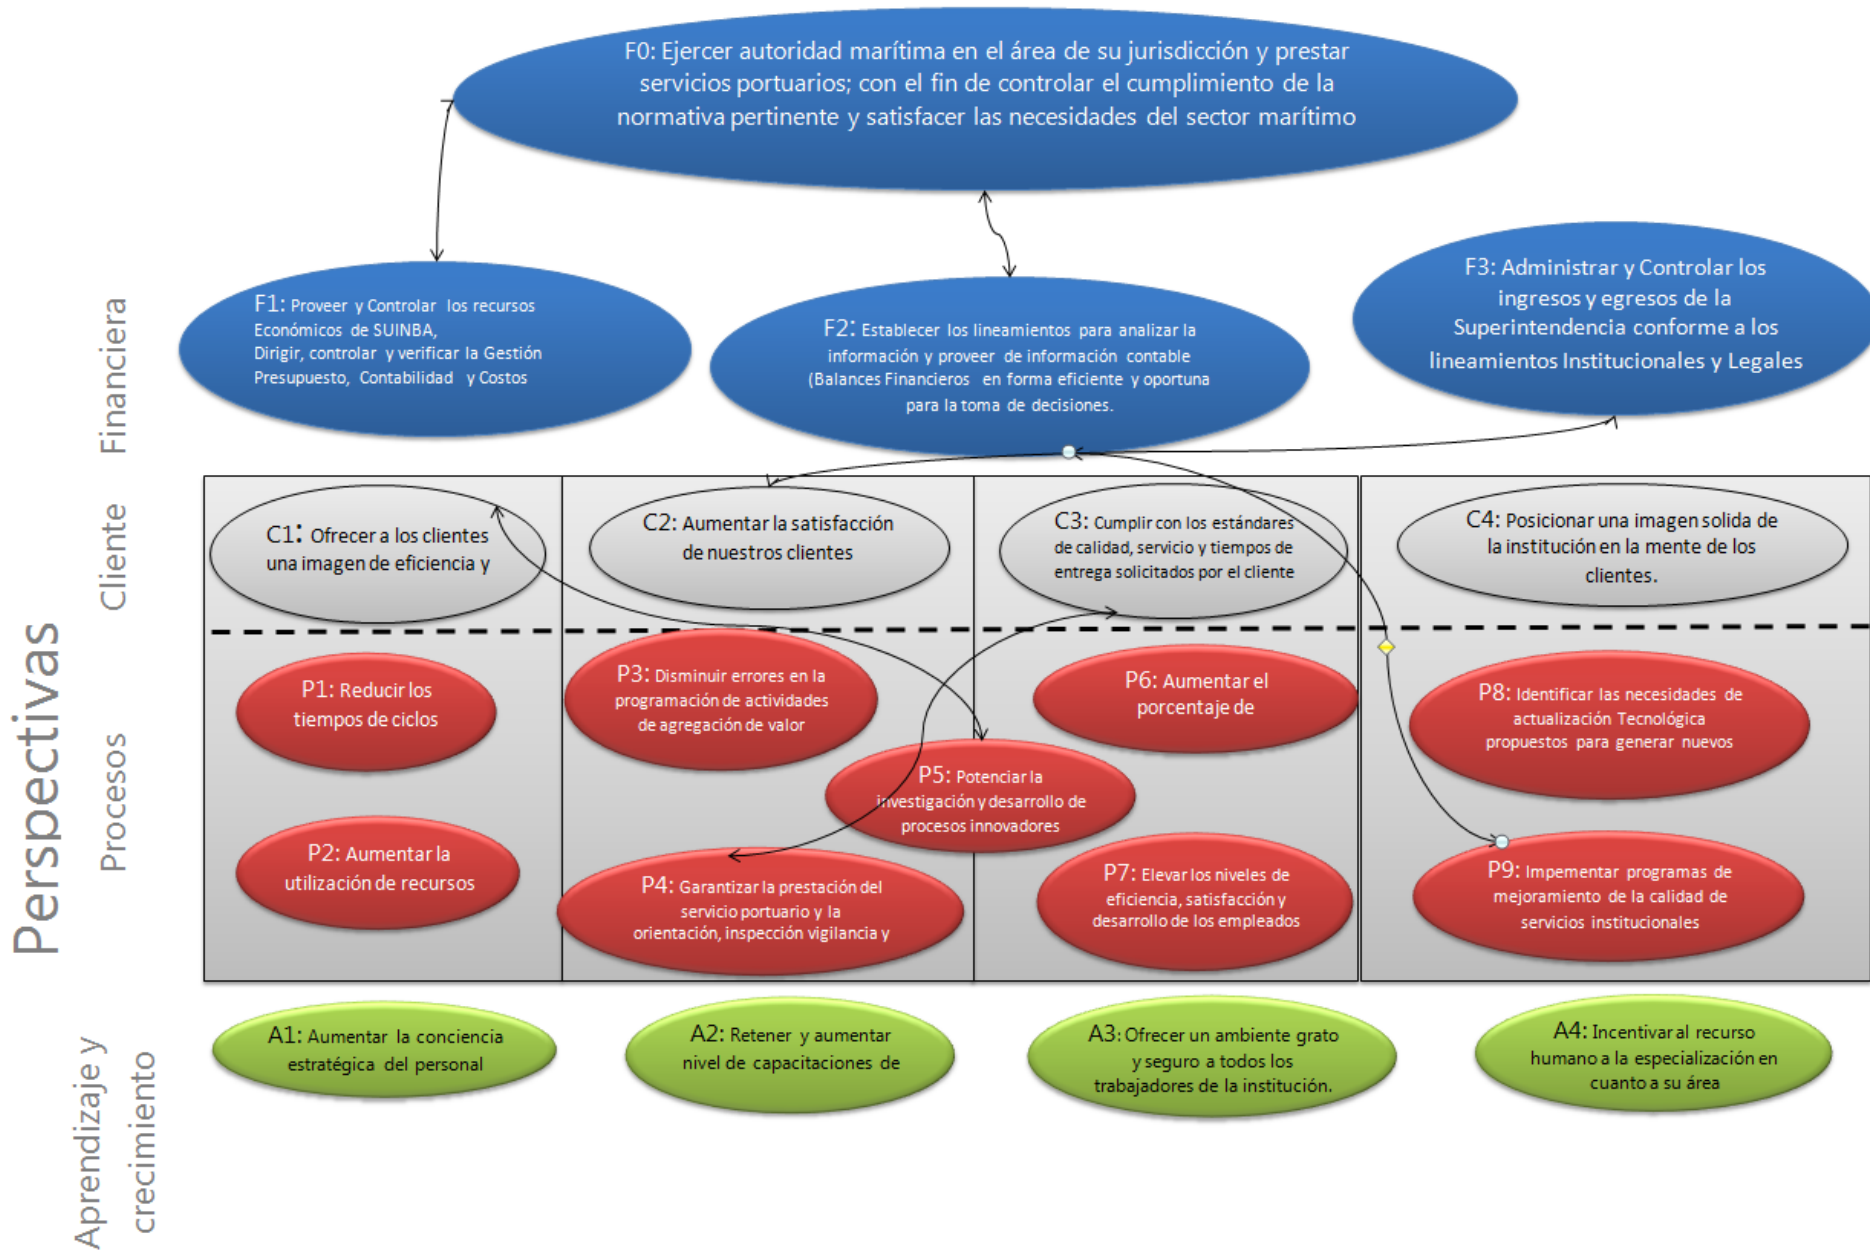 F0: Ejercer autoridad marítima en el área de su jurisdicción y prestar
servicios portuarios; con el fin de controlar el cumplimiento de la
normativa pertinente y satisfacer las necesidades del sector marítimo
Perspectivas
Financiera
F1: Proveer y Controlar los recursos
Económicos de SUINBA,
Dirigir, controlar y verificar la Gestión
Presupuesto, Contabilidad y Costos
F2: Establecer los lineamientos para analizar la
información y proveer de información contable
(Balances Financieros en forma eficiente y oportuna
para la toma de decisiones.
F3: Administrar y Controlar los
ingresos y egresos de la
Superintendencia conforme a los
lineamientos Institucionales y Legales
Cliente
C1: Ofrecer a los clientes
una imagen de eficiencia y
C2: Aumentar la satisfacción
de nuestros clientes
C3: Cumplir con los estándares
de calidad, servicio y tiempos de
entrega solicitados por el cliente
C4: Posicionar una imagen solida de
la institución en la mente de los
clientes.
Procesos
P1: Reducir los
tiempos de ciclos
P2: Aumentar la
utilización de recursos
P3: Disminuir errores en la
programación de actividades
de agregación de valor
P4: Garantizar la prestación del
servicio portuario y la
orientación, inspección vigilancia y
P5: Potenciar la
investigación y desarrollo de
procesos innovadores
P6: Aumentar el
porcentaje de
P7: Elevar los niveles de
eficiencia, satisfacción y
desarrollo de los empleados
P8: Identificar las necesidades de
actualización Tecnológica
propuestos para generar nuevos
P9: Impementar programas de
mejoramiento de la calidad de
servicios institucionales
Aprendizaje y
crecimiento
A1: Aumentar la conciencia
estratégica del personal
A2: Retener y aumentar
nivel de capacitaciones de
A3: Ofrecer un ambiente grato
y seguro a todos los
trabajadores de la institución.
A4: Incentivar al recurso
humano a la especialización en
cuanto a su área